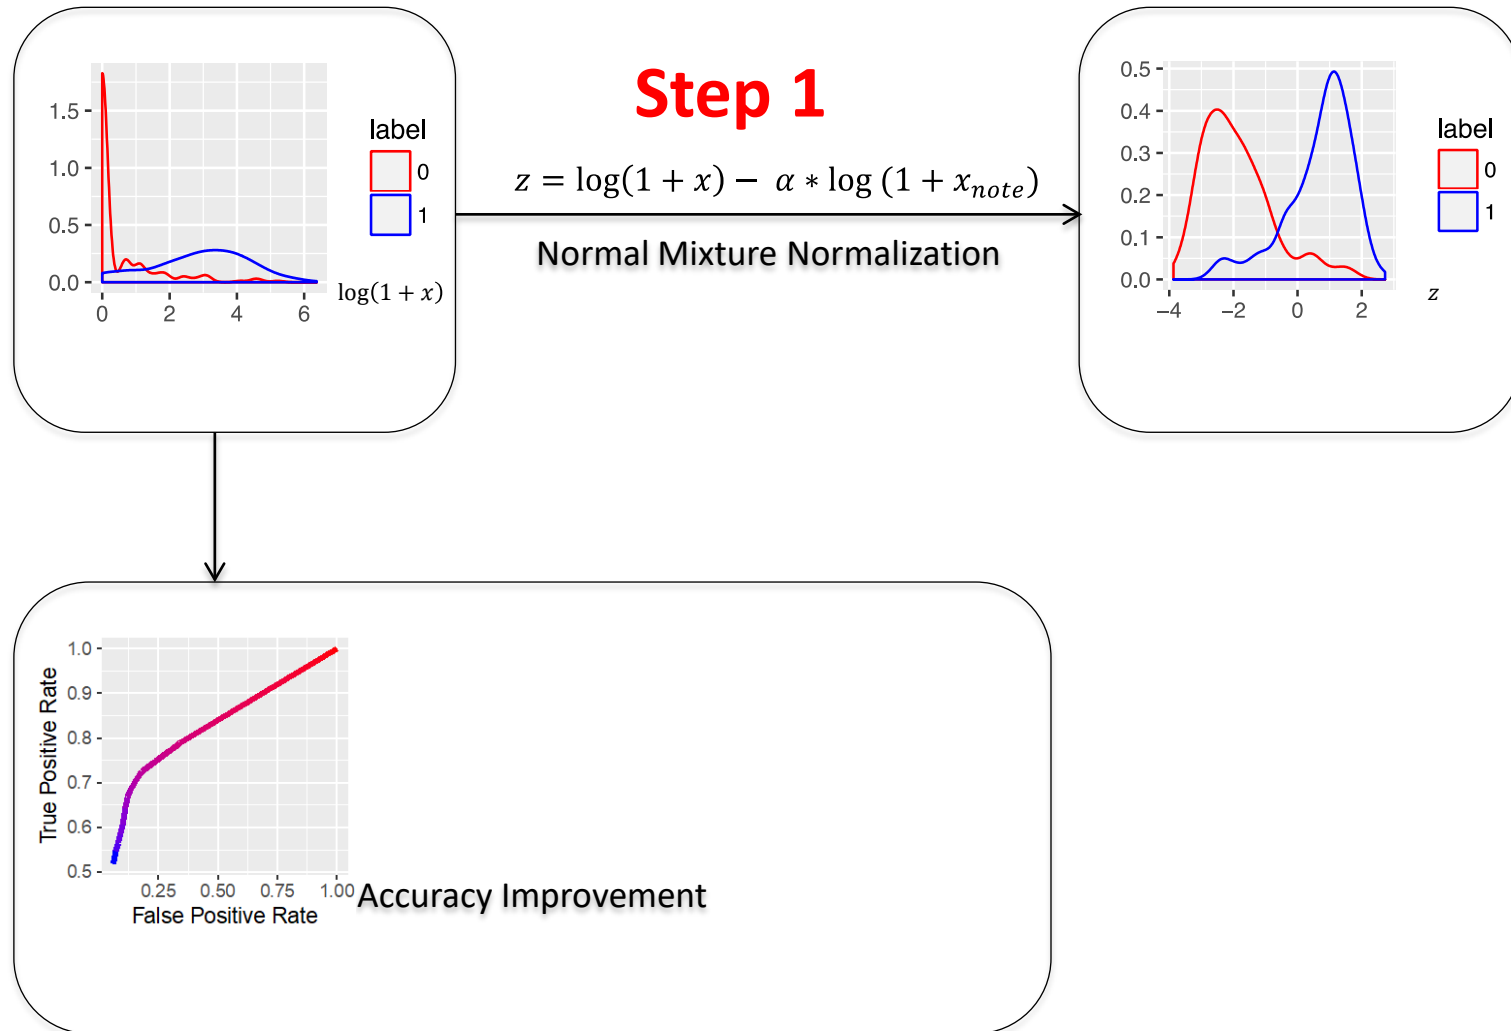 Step 1
z = log(1 + x) − α ∗ log (1 + x_note)
Normal Mixture Normalization
1.5
1.0
0.5
0.0
0 2 4 6
log(1 + x)
label
0
1
0.5
0.4
0.3
0.2
0.1
0.0
−4 −2 0 2
z
label
0
1
True Positive Rate
1.0
0.9
0.8
0.7
0.6
0.5
0.25 0.50 0.75 1.00
False Positive Rate
Accuracy Improvement